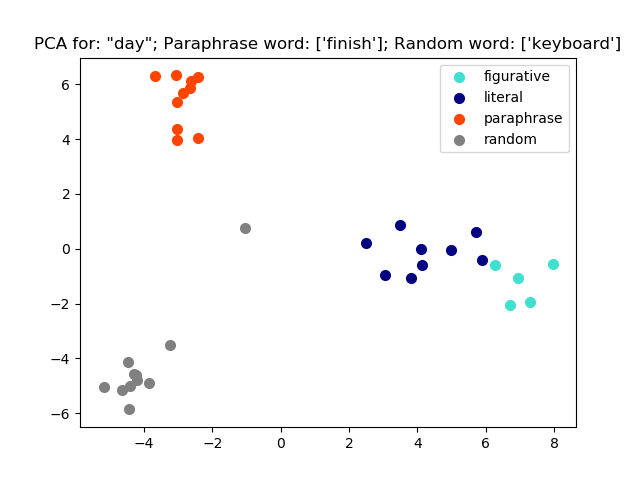 PCA for: "day"; Paraphrase word: ['finish']; Random word: ['keyboard']
figurative
literal
paraphrase
random
6
4
2
0
−2
−4
−6
−4 −2 0 2 4 6 8